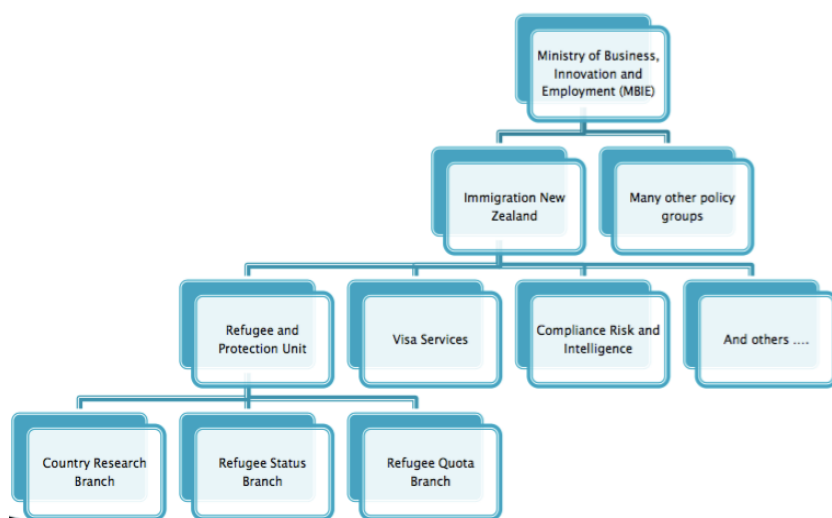 Ministry of Business,
Innovation and
Employment (MBIE)
Immigration New
Zealand
Many other policy
groups
Refugee and
Protection Unit
Visa Services
Compliance Risk and
Intelligence
And others ....
Country Research
Branch
Refugee Status
Branch
Refugee Quota
Branch